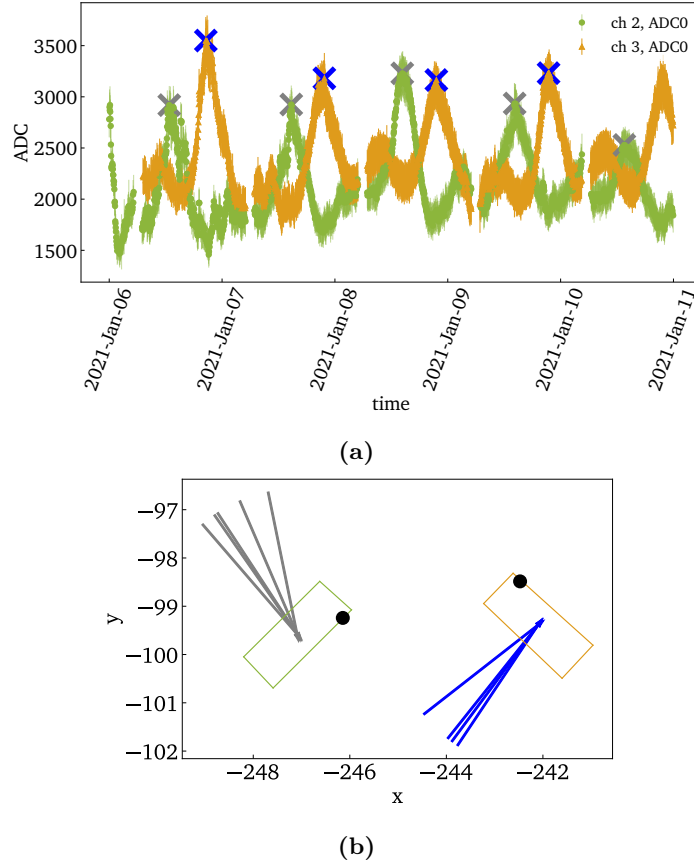 3500
3000
2500
2000
1500
ADC
ch 2, ADC0
ch 3, ADC0
2021-Jan-06
2021-Jan-07
2021-Jan-08
2021-Jan-09
2021-Jan-10
2021-Jan-11
time
(a)
−97
−98
−99
−100
−101
−102
y
−248
−246
−244
−242
x
(b)